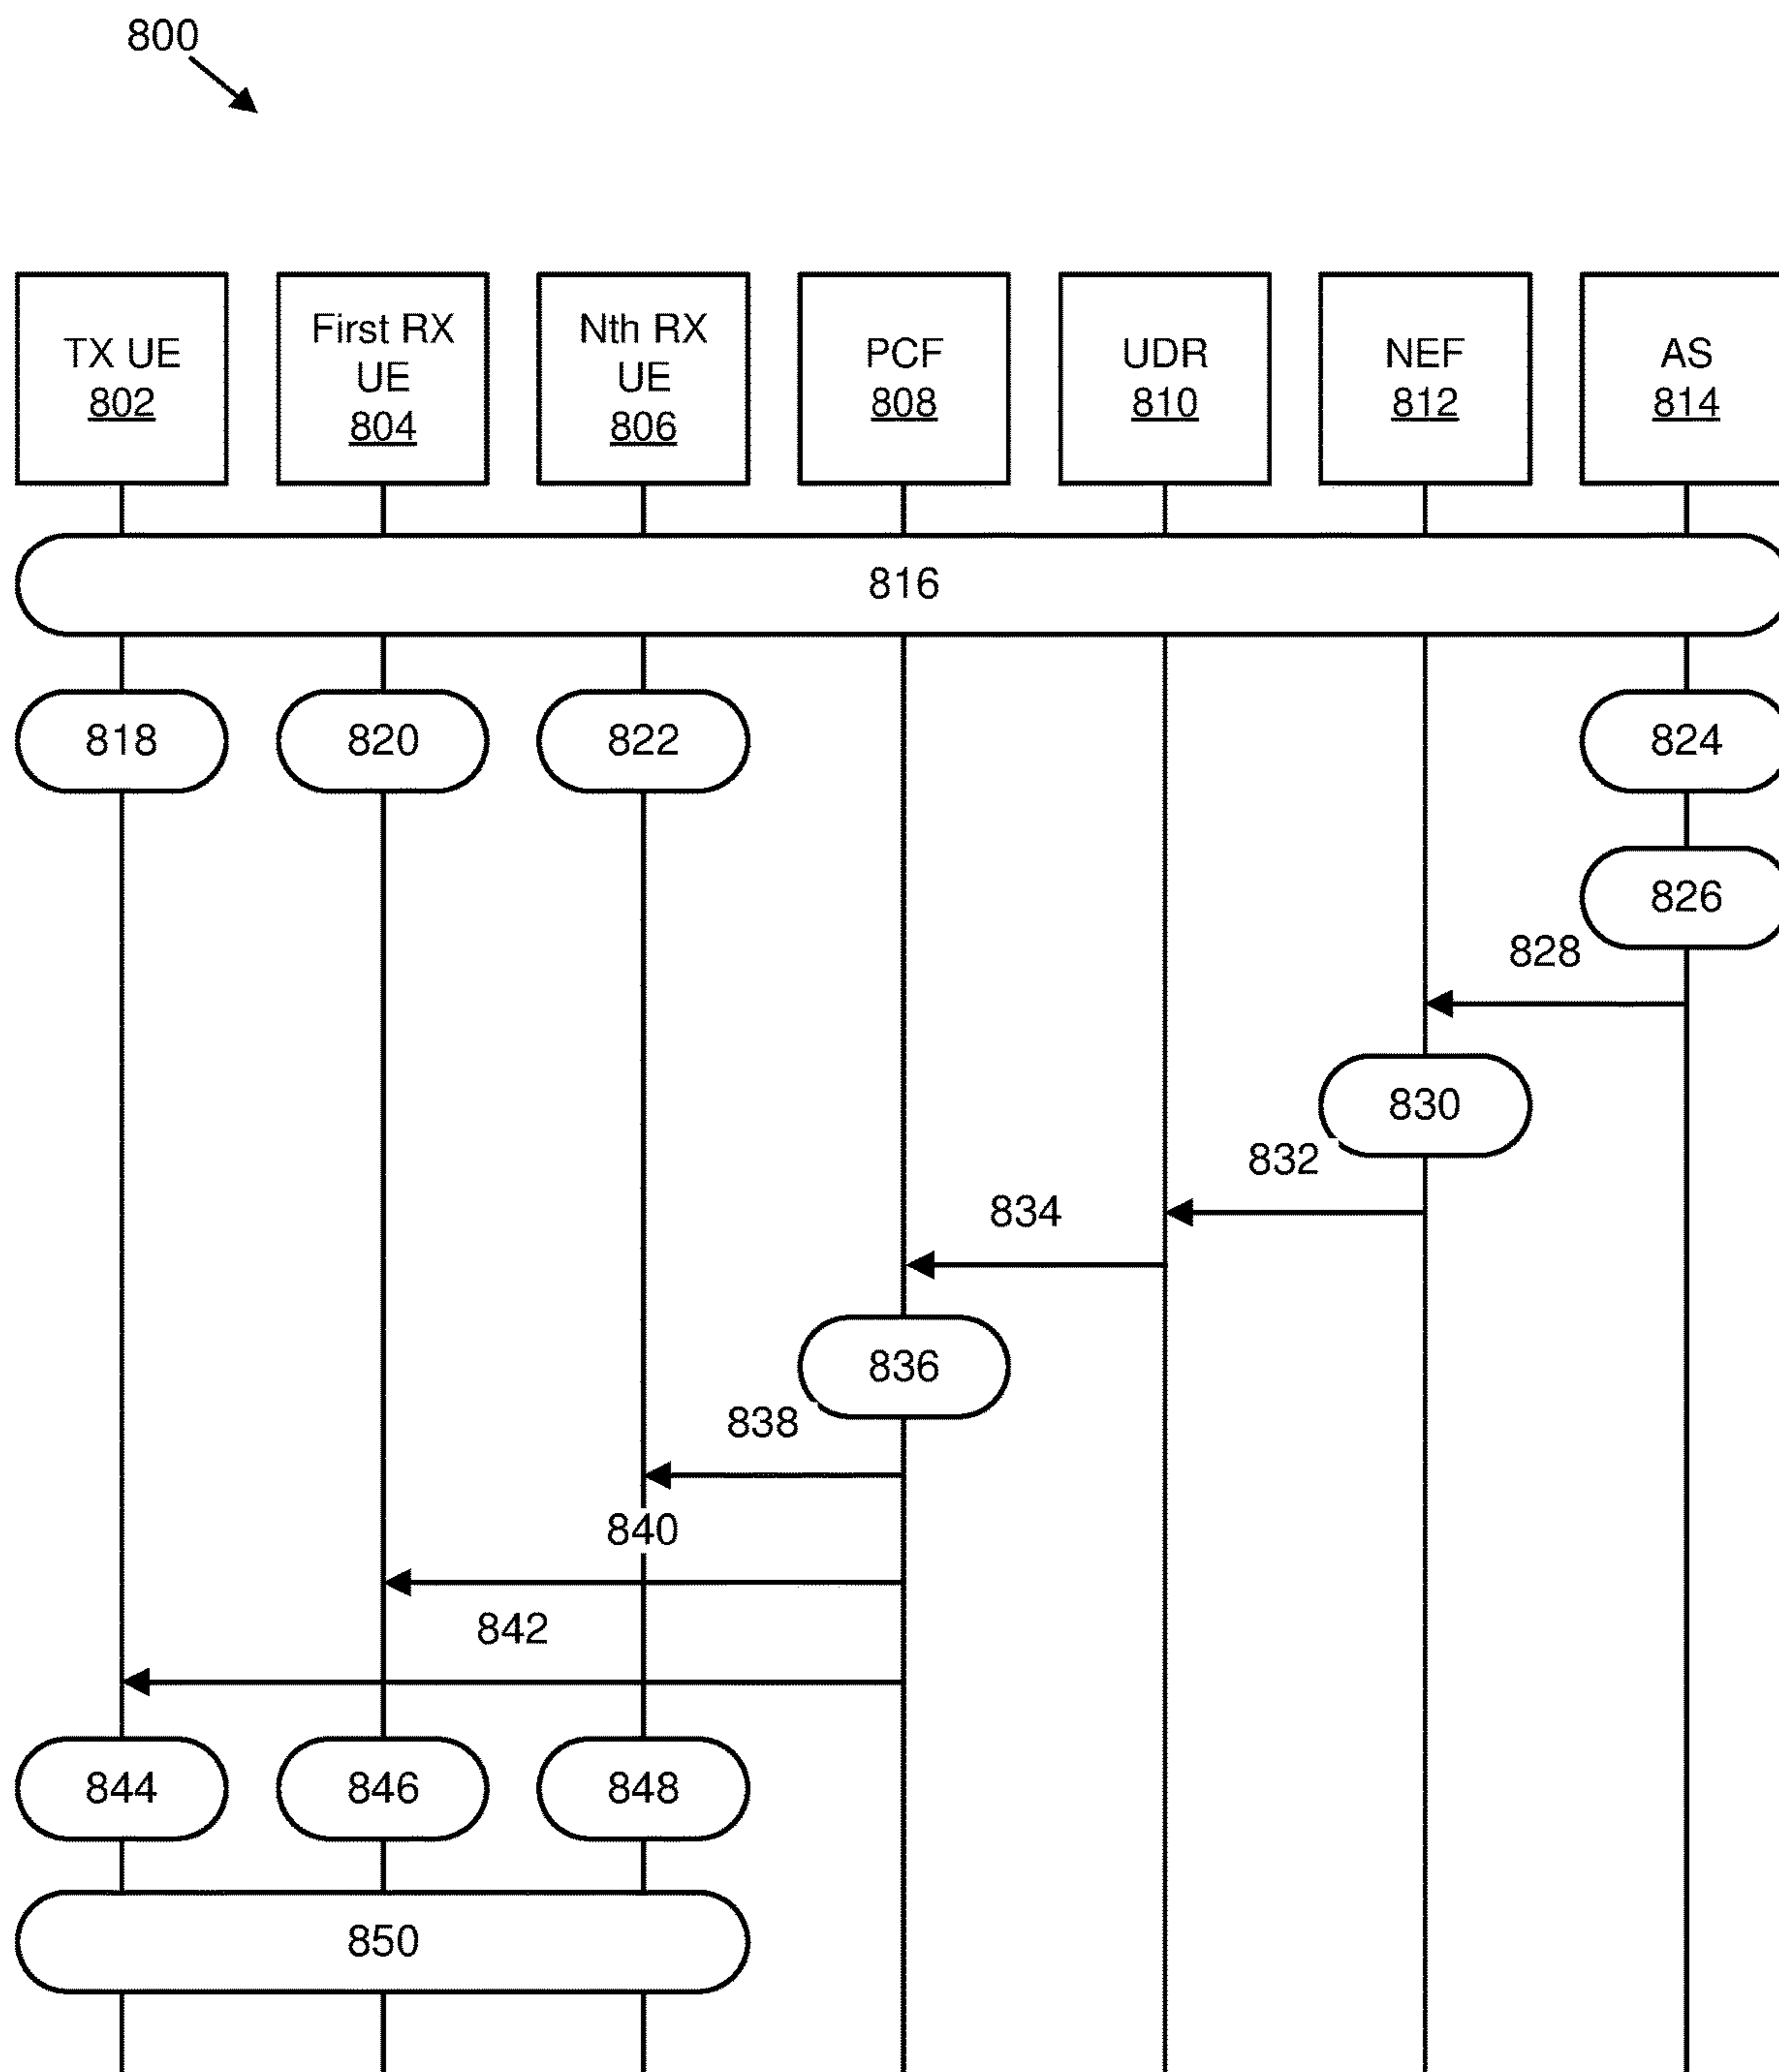 800
TX UE
802
First RX
UE
804
Nth RX
UE
806
PCF
808
UDR
810
NEF
812
AS
814
816
818
820
822
824
826
828
830
832
834
836
838
840
842
844
846
848
850